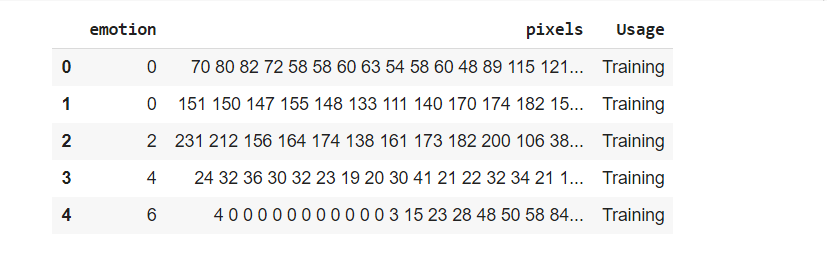 emotion pixels Usage
0 0 70 80 82 72 58 58 60 63 54 58 60 48 89 115 121... Training
1 0 151 150 147 155 148 133 111 140 170 174 182 15... Training
2 2 231 212 156 164 174 138 161 173 182 200 106 38... Training
3 4 24 32 36 30 32 23 19 20 30 41 21 22 32 34 21 1... Training
4 6 4 0 0 0 0 0 0 0 0 0 0 0 3 15 23 28 48 50 58 84... Training